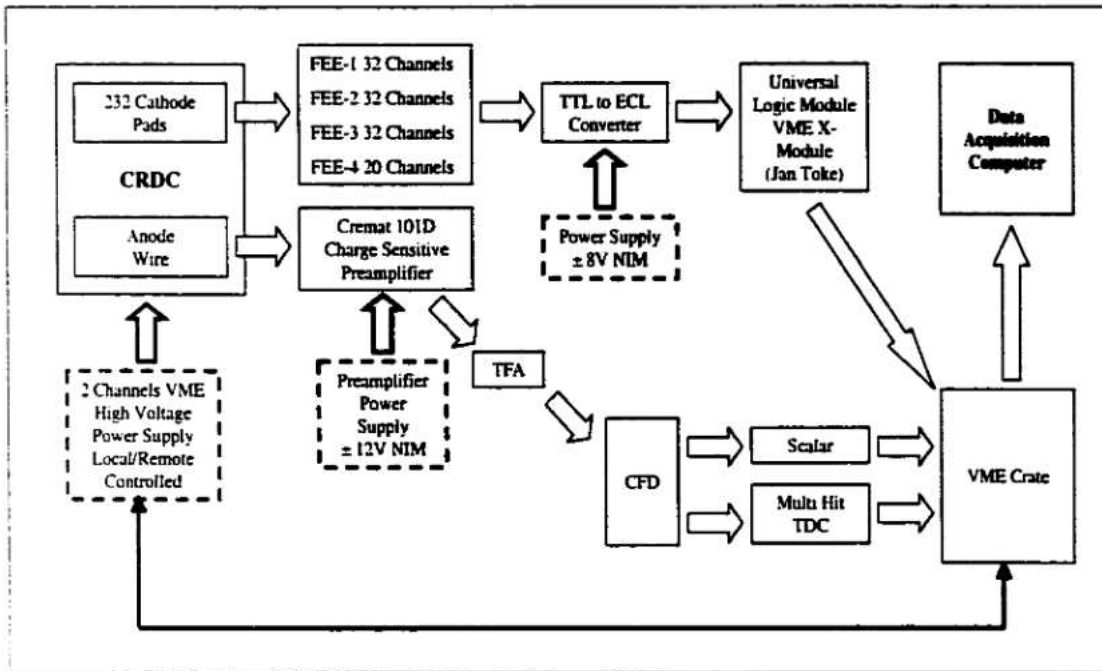 232 Cathode
Pads
CRDC
Anode
Wire
FEE-1 32 Channels
FEE-2 32 Channels
FEE-3 32 Channels
FEE-4 20 Channels
Cremat 101D
Charge Sensitive
Preamplifier
TTL to ECL
Converter
Universal
Logic Module
VME X-
Module
(Jan Toke)
Data
Acquisition
Computer
Power Supply
± 8V NIM
2 Channels VME
High Voltage
Power Supply
Local/Remote
Controlled
Preamplifier
Power
Supply
± 12V NIM
TFA
CFD
Scalar
Multi Hit
TDC
VME Crate